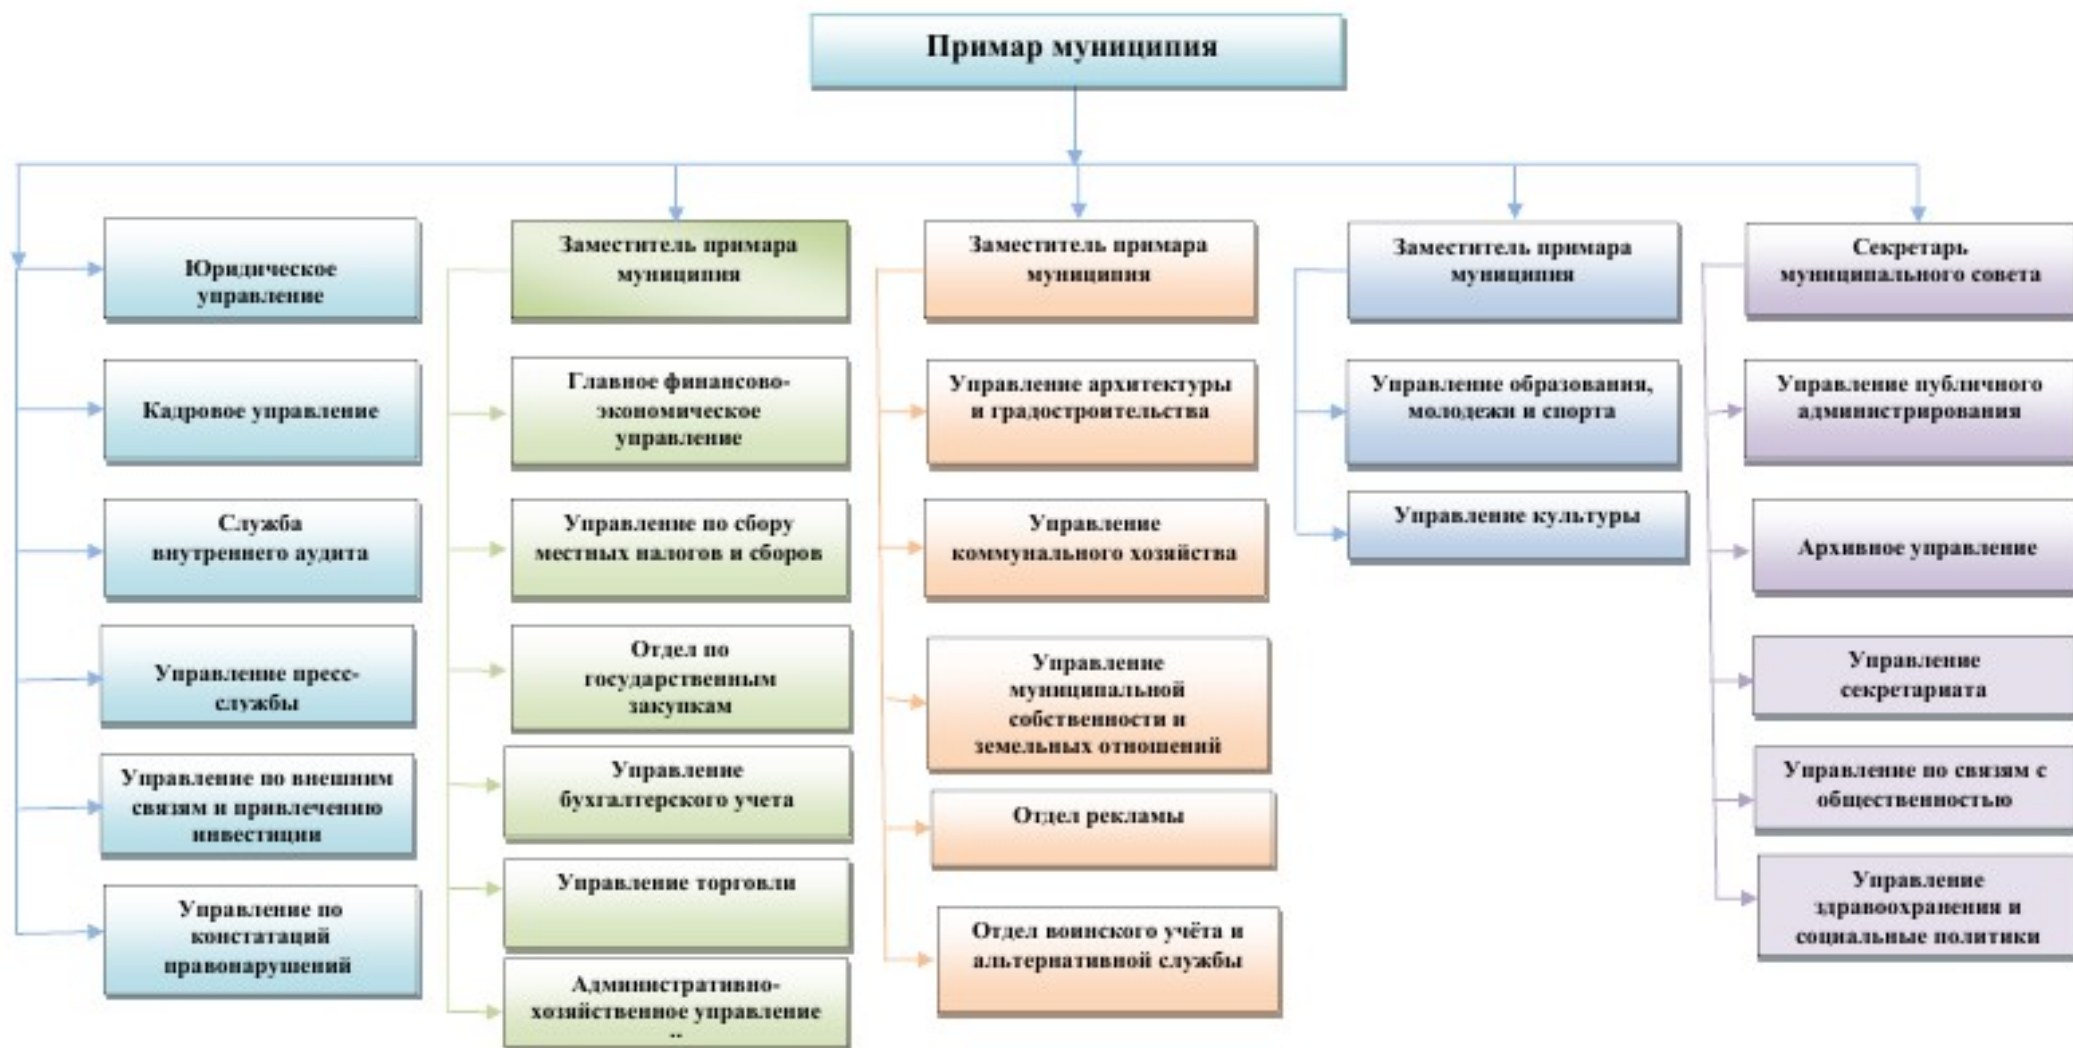 Примар муниципия
Юридическое
управление
Кадровое управление
Служба
внутреннего аудита
Управление пресс-
службы
Управление по внешним
связям и привлечению
инвестиции
Управление по
констатаций
правонарушений
Заместитель примара
муниципия
Главное финансово-
экономическое
управление
Управление по сбору
местных налогов и сборов
Отдел по
государственным
закупкам
Управление
бухгалтерского учета
Управление торговли
Административно-
хозяйственное управление
Заместитель примара
муниципия
Управление архитектуры
и градостроительства
Управление
коммунального хозяйства
Управление
муниципальной
собственности и
земельных отношений
Отдел рекламы
Отдел воинского учёта и
альтернативной службы
Заместитель примара
муниципия
Управление образования,
молодежи и спорта
Управление культуры
Секретарь
муниципального совета
Управление публичного
администрирования
Архивное управление
Управление
секретариата
Управление по связям с
общественностью
Управление
здравоохранения и
социальные политики